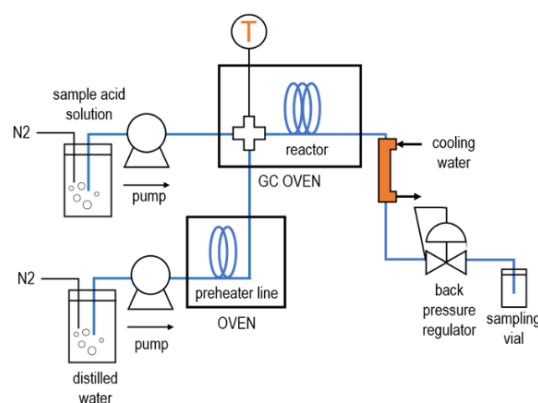 T
sample acid
solution
N2
pump
reactor
GC OVEN
cooling
water
N2
preheater line
OVEN
pump
distilled
water
back
pressure
regulator
sampling
vial